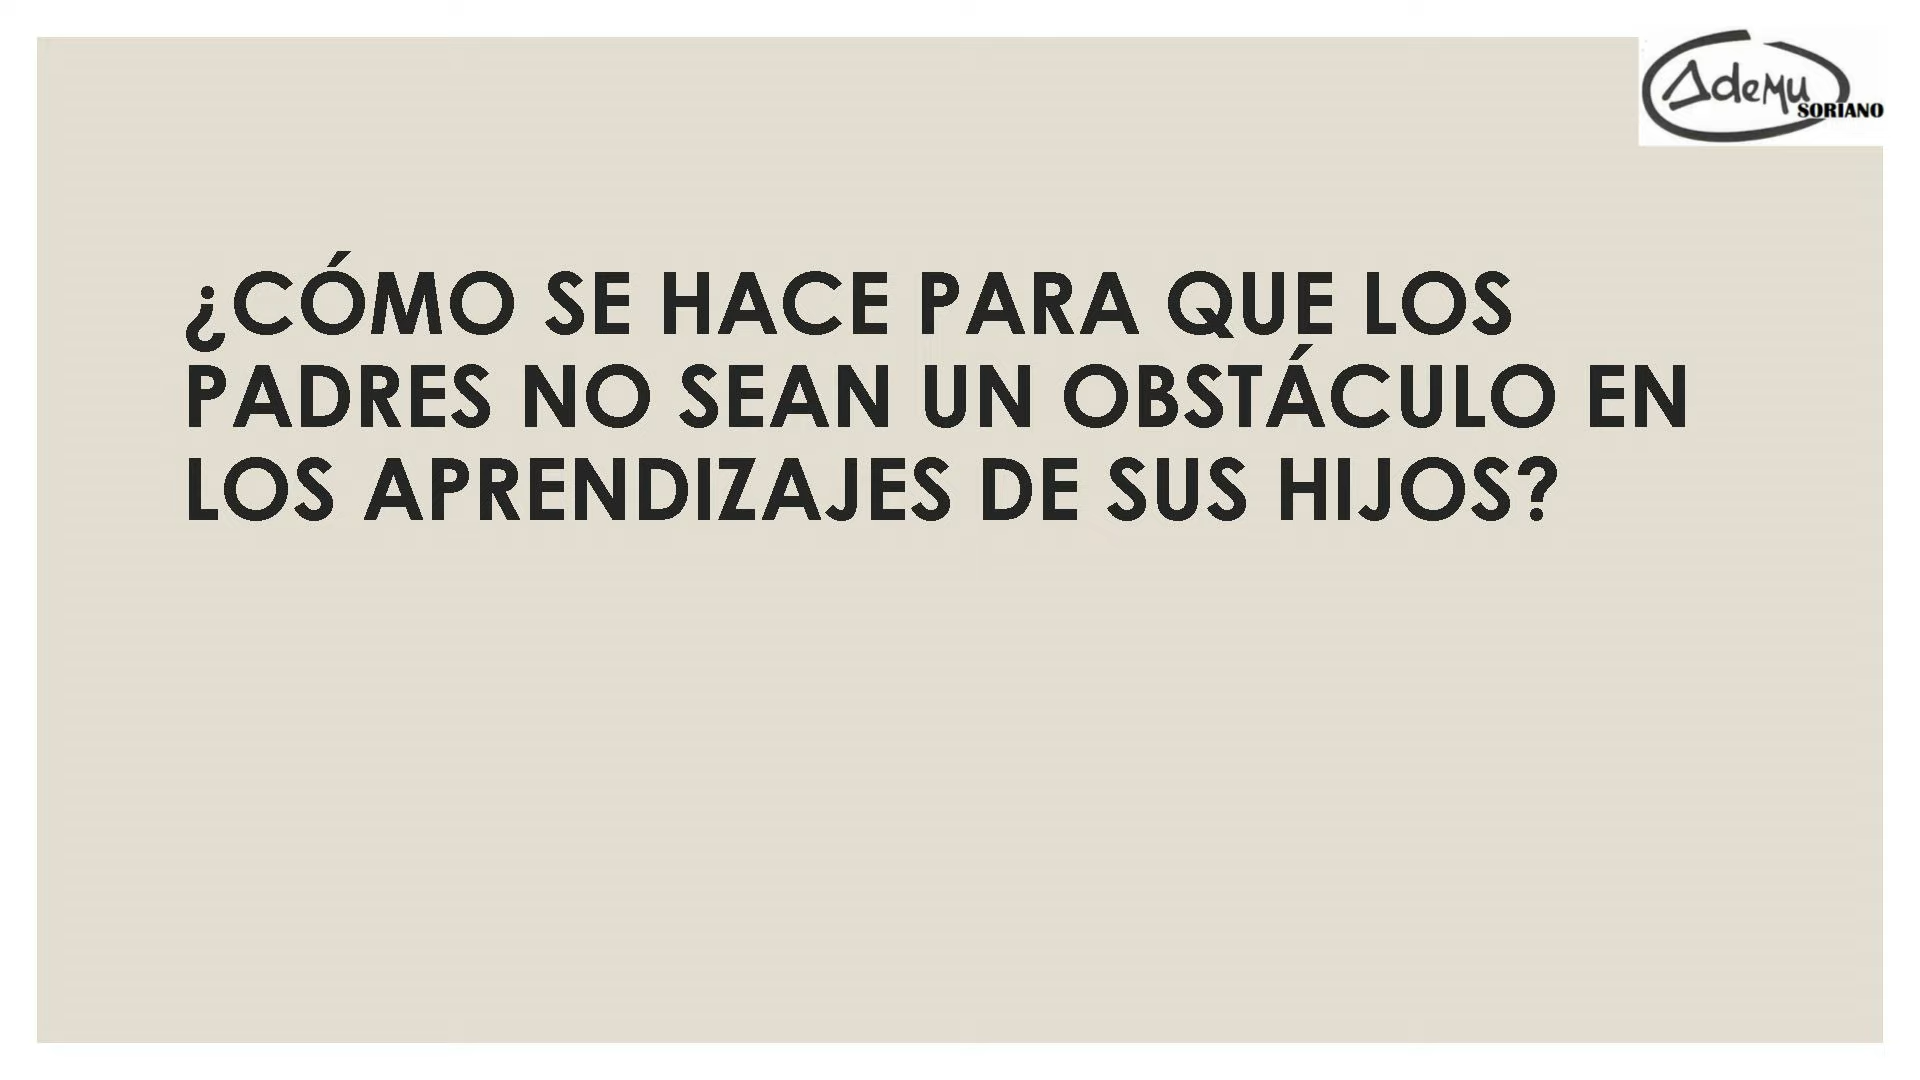 AdeMU
SORIANO
¿CÓMO SE HACE PARA QUE LOS
PADRES NO SEAN UN OBSTÁCULO EN
LOS APRENDIZAJES DE SUS HIJOS?